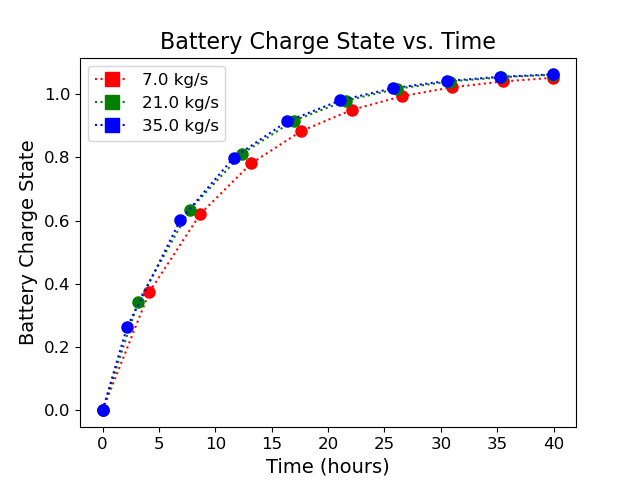 Battery Charge State vs. Time
7.0 kg/s
21.0 kg/s
35.0 kg/s
Battery Charge State
1.0
0.8
0.6
0.4
0.2
0.0
0
5
10
15
20
25
30
35
40
Time (hours)